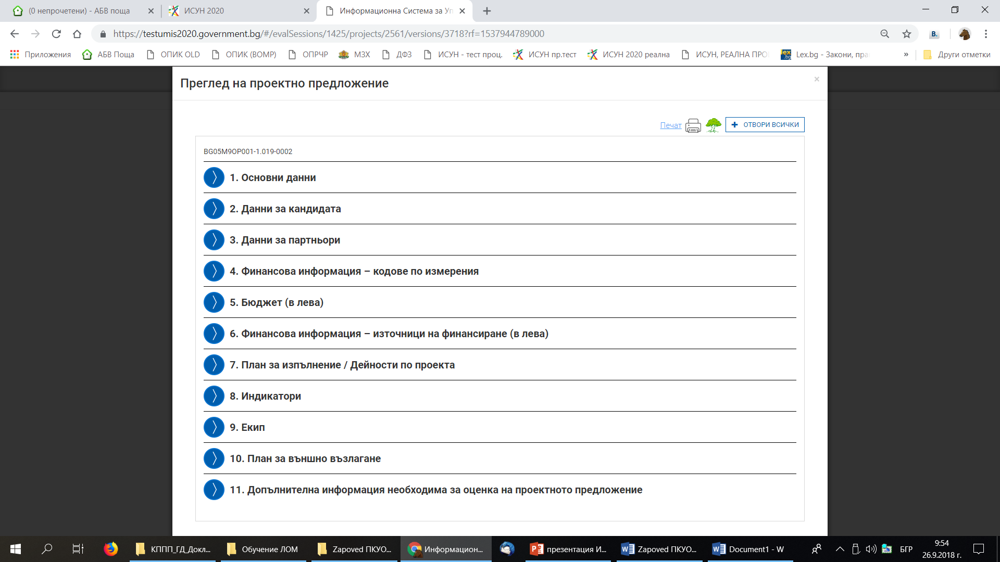 (0 непрочетени) - АБВ поща
ИСУН 2020
Информационна Система за Уп
https://testumis2020.government.bg/#/evalSessions/1425/projects/2561/versions/3718?rf=1537944789000
B.
Приложения
АБВ Поща
ОПИК OLD
ОПИК (ВОМР)
ОПРЧР
МЗХ
ДФЗ
ИСУН - тест проц.
ИСУН пр.тест
ИСУН 2020 реална
ИСУН, РЕАЛНА ПРО
Lex.bg - Закони, пра
»
Други отметки
Преглед на проектно предложение
×
Печат
ОТВОРИ ВСИЧКИ
BG05M9OP001-1.019-0002
1. Основни данни
2. Данни за кандидата
3. Данни за партньори
4. Финансова информация – кодове по измерения
5. Бюджет (в лева)
6. Финансова информация – източници на финансиране (в лева)
7. План за изпълнение / Дейности по проекта
8. Индикатори
9. Екип
10. План за външно възлагане
11. Допълнителна информация необходима за оценка на проектното предложение
КППП_ГД_Докл...
Обучение ЛОМ
Zapoved ПКУО...
Информацион...
презентация И...
Zapoved ПКУО...
Document1 - W
БГР
9:54
26.9.2018 г.